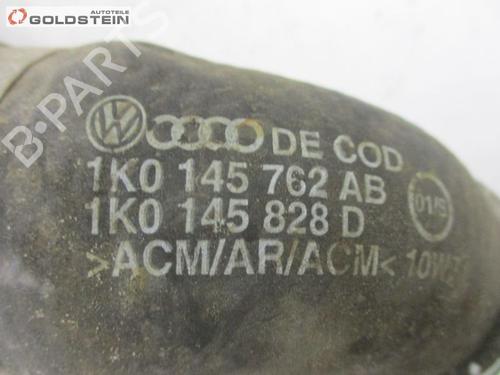 AUTOTEILE
GOLDSTEIN
B-Parts
DE COD
1K0 145 762 AB
1K0 145 828 D
>ACM/AR/ACM<